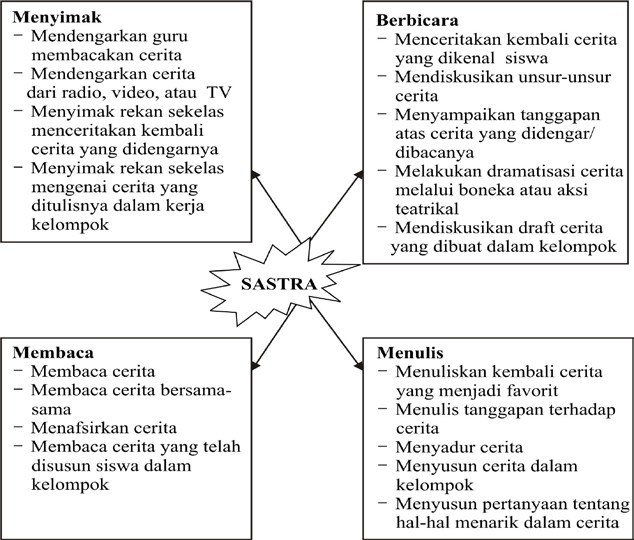 Menyimak
− Mendengarkan guru
membacakan cerita
− Mendengarkan cerita
dari radio, video, atau TV
− Menyimak rekan sekelas
menceritakan kembali
cerita yang didengarnya
− Menyimak rekan sekelas
mengenai cerita yang
ditulisnya dalam kerja
kelompok
Berbicara
− Menceritakan kembali cerita
yang dikenal siswa
− Mendiskusikan unsur-unsur
cerita
− Menyampaikan tanggapan
atas cerita yang didengar/
dibacanya
− Melakukan dramatisasi cerita
melalui boneka atau aksi
teatrikal
− Mendiskusikan draft cerita
yang dibuat dalam kelompok
SASTRA
Membaca
− Membaca cerita
− Membaca cerita bersama-
sama
− Menafsirkan cerita
− Membaca cerita yang telah
disusun siswa dalam
kelompok
Menulis
− Menuliskan kembali cerita
yang menjadi favorit
− Menulis tanggapan terhadap
cerita
− Menyadur cerita
− Menyusun cerita dalam
kelompok
− Menyusun pertanyaan tentang
hal-hal menarik dalam cerita